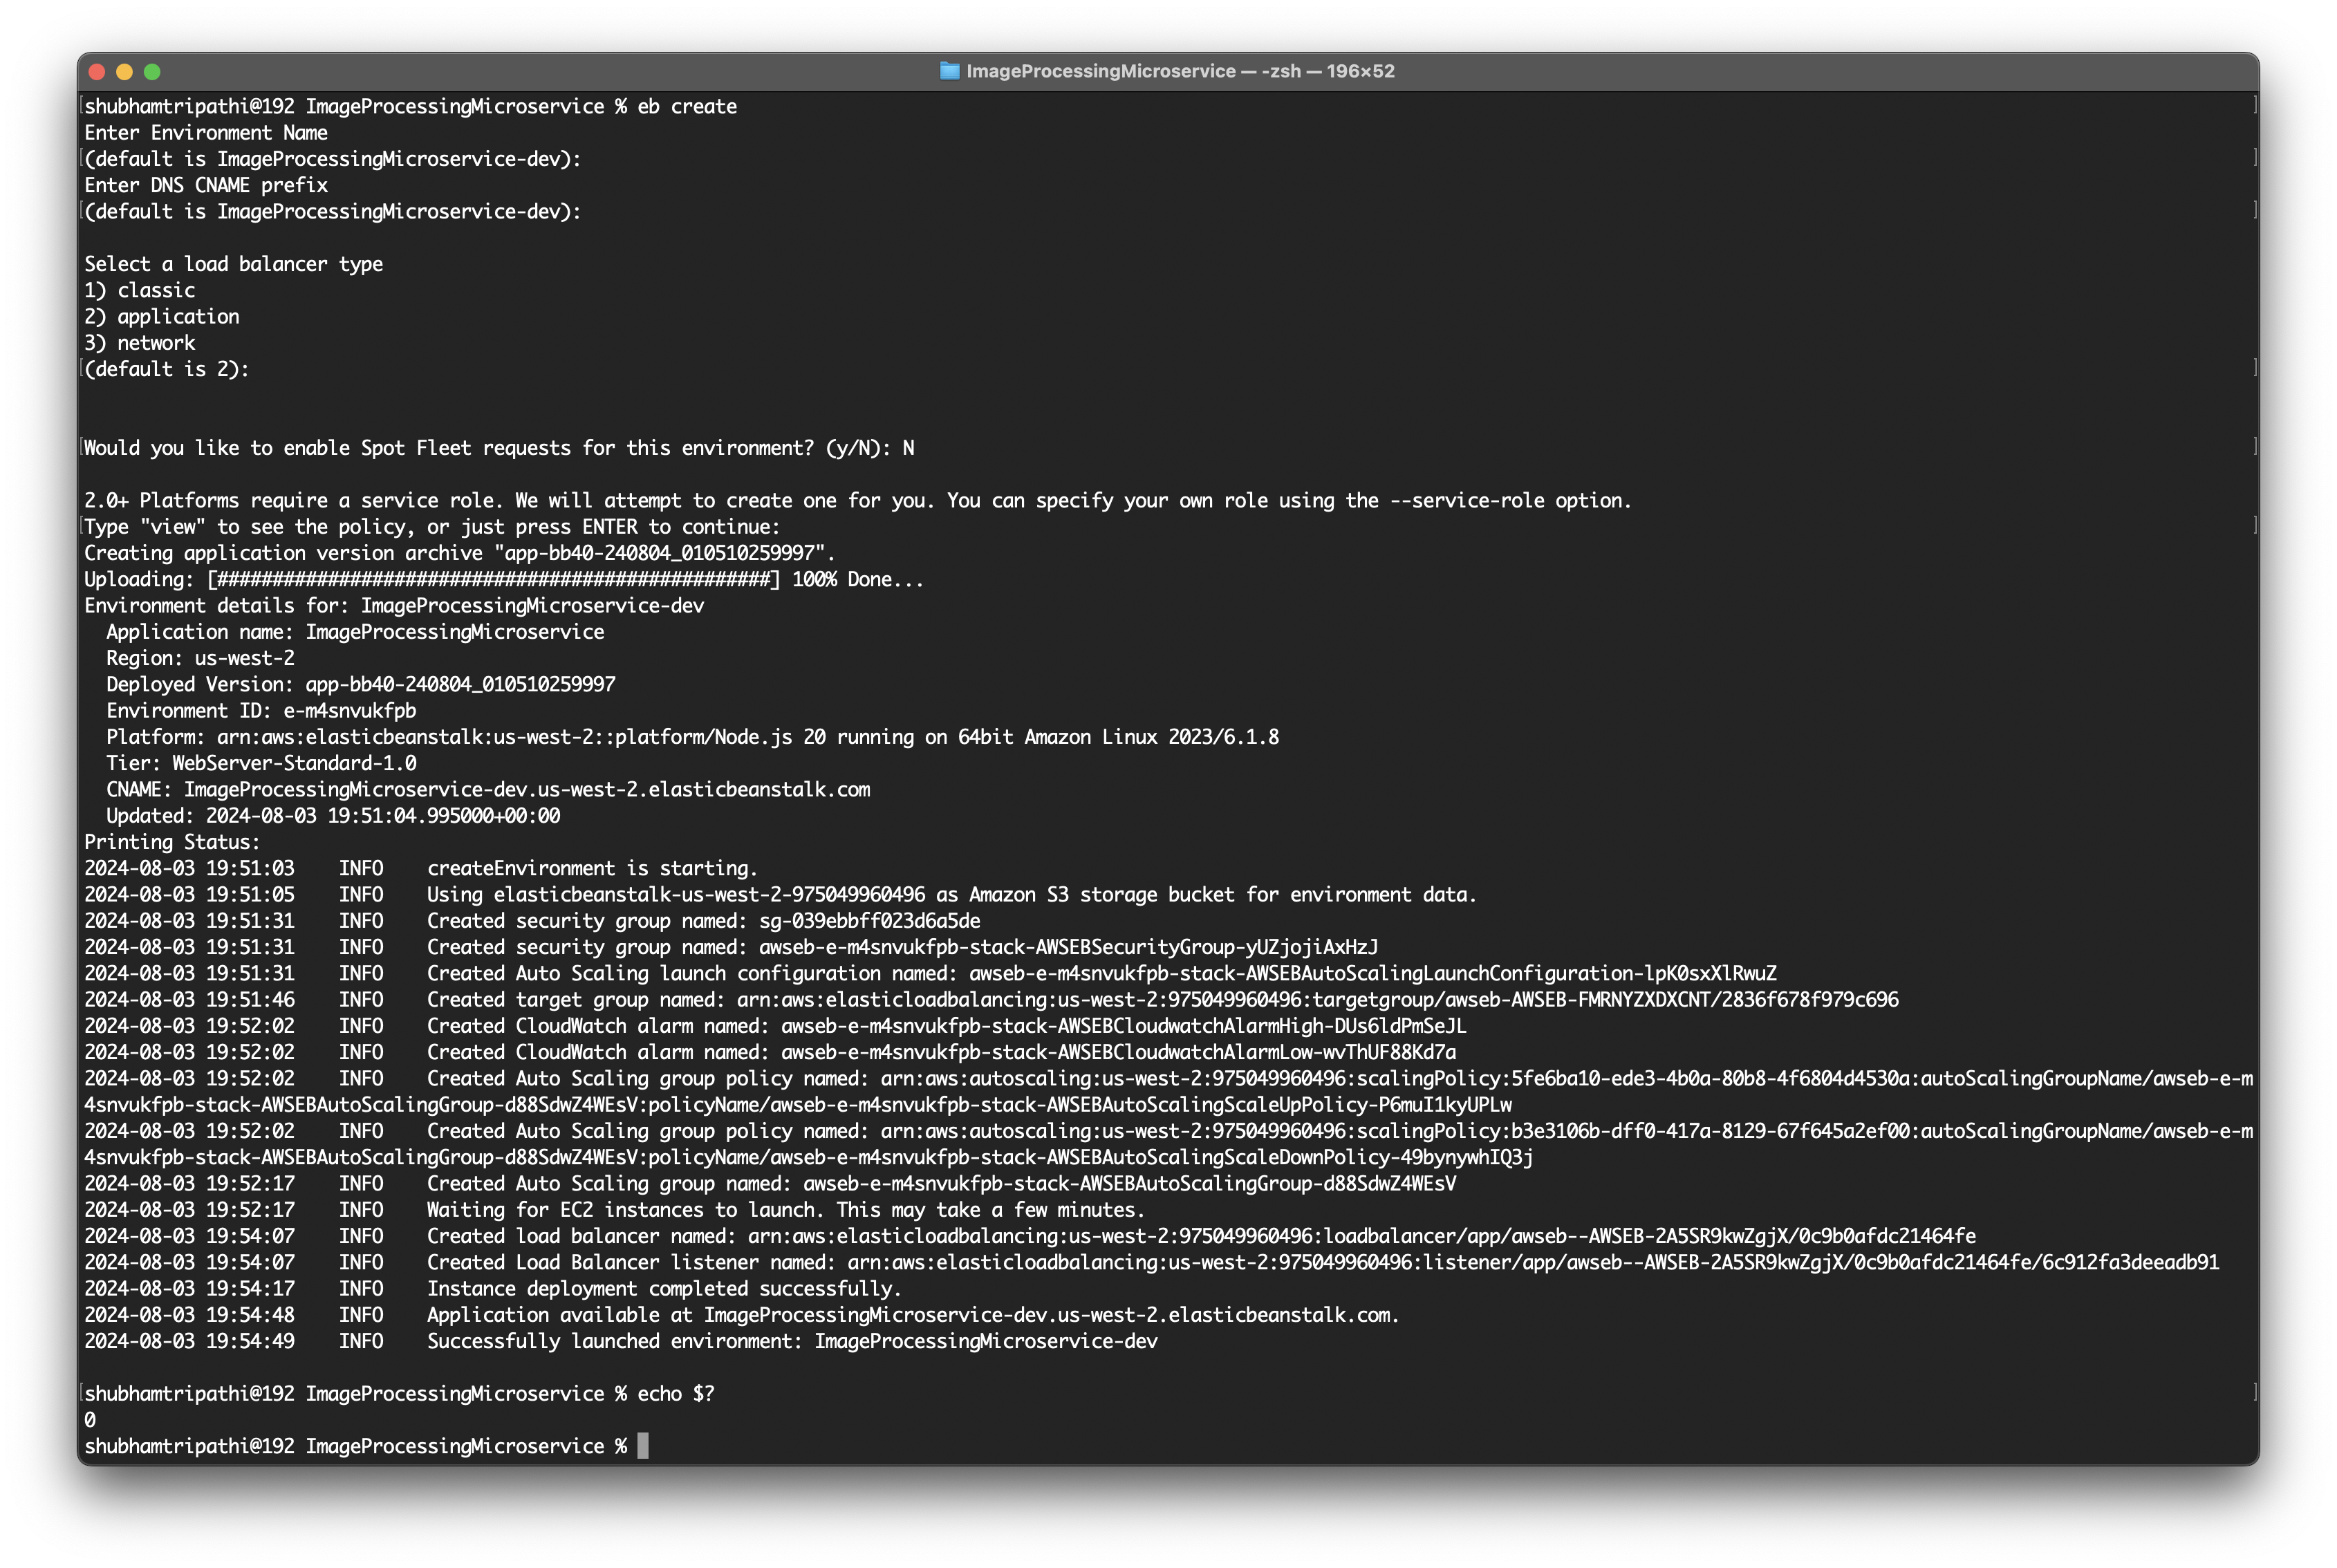 ImageProcessingMicroservice — -zsh — 196×52
shubhamtripathi@192 ImageProcessingMicroservice % eb create
Enter Environment Name
(default is ImageProcessingMicroservice-dev):
Enter DNS CNAME prefix
(default is ImageProcessingMicroservice-dev):
Select a load balancer type
1) classic
2) application
3) network
(default is 2):
Would you like to enable Spot Fleet requests for this environment? (y/N): N
2.0+ Platforms require a service role. We will attempt to create one for you. You can specify your own role using the --service-role option.
Type "view" to see the policy, or just press ENTER to continue:
Creating application version archive "app-bb40-240804_010510259997".
Uploading: [##################################################] 100% Done...
Environment details for: ImageProcessingMicroservice-dev
  Application name: ImageProcessingMicroservice
  Region: us-west-2
  Deployed Version: app-bb40-240804_010510259997
  Environment ID: e-m4snvukfpb
  Platform: arn:aws:elasticbeanstalk:us-west-2::platform/Node.js 20 running on 64bit Amazon Linux 2023/6.1.8
  Tier: WebServer-Standard-1.0
  CNAME: ImageProcessingMicroservice-dev.us-west-2.elasticbeanstalk.com
  Updated: 2024-08-03 19:51:04.995000+00:00
Printing Status:
2024-08-03 19:51:03    INFO    createEnvironment is starting.
2024-08-03 19:51:05    INFO    Using elasticbeanstalk-us-west-2-975049960496 as Amazon S3 storage bucket for environment data.
2024-08-03 19:51:31    INFO    Created security group named: sg-039ebbff023d6a5de
2024-08-03 19:51:31    INFO    Created security group named: awseb-e-m4snvukfpb-stack-AWSEBSecurityGroup-yUZjojiAxHzJ
2024-08-03 19:51:31    INFO    Created Auto Scaling launch configuration named: awseb-e-m4snvukfpb-stack-AWSEBAutoScalingLaunchConfiguration-lpK0sxXlRwuZ
2024-08-03 19:51:46    INFO    Created target group named: arn:aws:elasticloadbalancing:us-west-2:975049960496:targetgroup/awseb-AWSEB-FMRNYZXDXCNT/2836f678f979c696
2024-08-03 19:52:02    INFO    Created CloudWatch alarm named: awseb-e-m4snvukfpb-stack-AWSEBCloudwatchAlarmHigh-DUs6ldPmSeJL
2024-08-03 19:52:02    INFO    Created CloudWatch alarm named: awseb-e-m4snvukfpb-stack-AWSEBCloudwatchAlarmLow-wvThUF88Kd7a
2024-08-03 19:52:02    INFO    Created Auto Scaling group policy named: arn:aws:autoscaling:us-west-2:975049960496:scalingPolicy:5fe6ba10-ede3-4b0a-80b8-4f6804d4530a:autoScalingGroupName/awseb-e-m
4snvukfpb-stack-AWSEBAutoScalingGroup-d88SdwZ4WEsV:policyName/awseb-e-m4snvukfpb-stack-AWSEBAutoScalingScaleUpPolicy-P6muI1kyUPLw
2024-08-03 19:52:02    INFO    Created Auto Scaling group policy named: arn:aws:autoscaling:us-west-2:975049960496:scalingPolicy:b3e3106b-dff0-417a-8129-67f645a2ef00:autoScalingGroupName/awseb-e-m
4snvukfpb-stack-AWSEBAutoScalingGroup-d88SdwZ4WEsV:policyName/awseb-e-m4snvukfpb-stack-AWSEBAutoScalingScaleDownPolicy-49bynywhIQ3j
2024-08-03 19:52:17    INFO    Created Auto Scaling group named: awseb-e-m4snvukfpb-stack-AWSEBAutoScalingGroup-d88SdwZ4WEsV
2024-08-03 19:52:17    INFO    Waiting for EC2 instances to launch. This may take a few minutes.
2024-08-03 19:54:07    INFO    Created load balancer named: arn:aws:elasticloadbalancing:us-west-2:975049960496:loadbalancer/app/awseb--AWSEB-2A5SR9kwZgjX/0c9b0afdc21464fe
2024-08-03 19:54:07    INFO    Created Load Balancer listener named: arn:aws:elasticloadbalancing:us-west-2:975049960496:listener/app/awseb--AWSEB-2A5SR9kwZgjX/0c9b0afdc21464fe/6c912fa3deeadb91
2024-08-03 19:54:17    INFO    Instance deployment completed successfully.
2024-08-03 19:54:48    INFO    Application available at ImageProcessingMicroservice-dev.us-west-2.elasticbeanstalk.com.
2024-08-03 19:54:49    INFO    Successfully launched environment: ImageProcessingMicroservice-dev
shubhamtripathi@192 ImageProcessingMicroservice % echo $?
0
shubhamtripathi@192 ImageProcessingMicroservice %